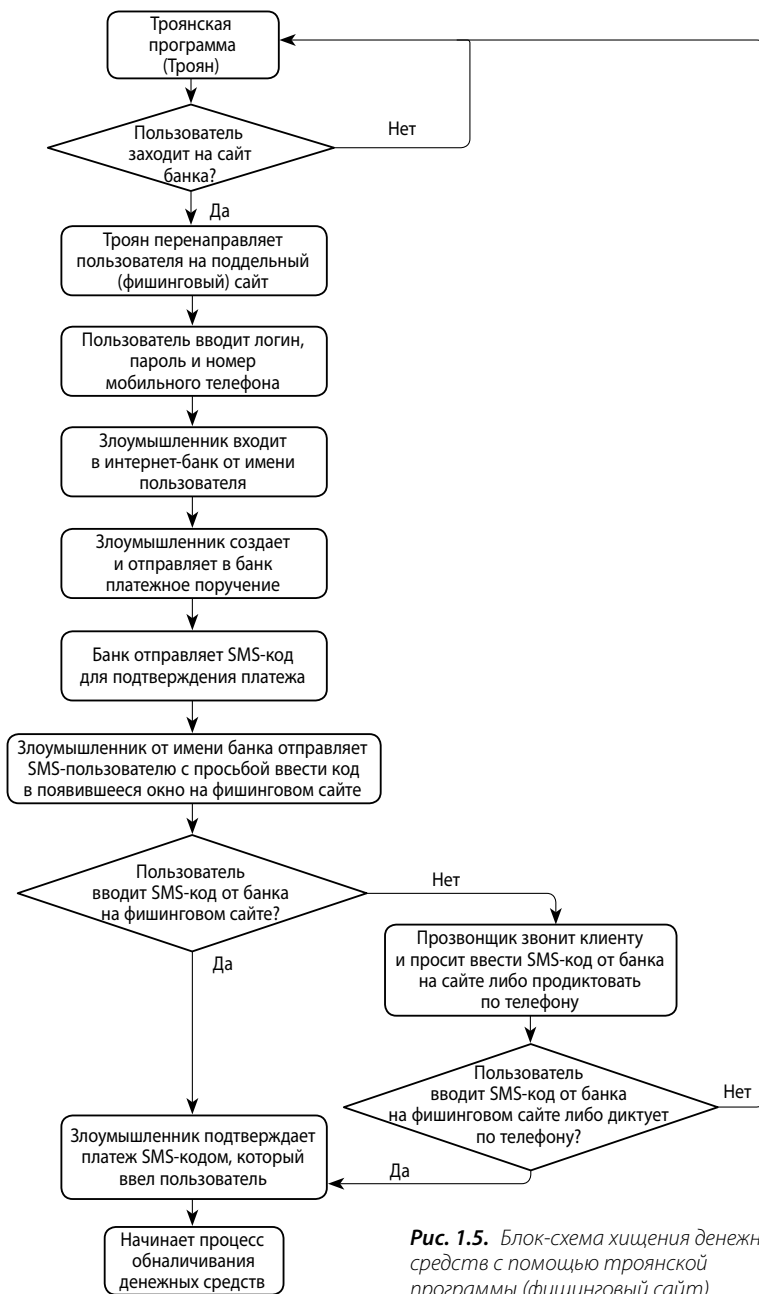 Троянская
программа
(Троян)
Пользователь
заходит на сайт
банка?
Нет
Да
Троян перенаправляет
пользователя на поддельный
(фишинговый) сайт
Пользователь вводит логин,
пароль и номер
мобильного телефона
Злоумышленник входит
в интернет-банк от имени
пользователя
Злоумышленник создает
и отправляет в банк
платежное поручение
Банк отправляет SMS-код
для подтверждения платежа
Злоумышленник от имени банка отправляет
SMS-пользователю с просьбой ввести код
в появившееся окно на фишинговом сайте
Пользователь
вводит SMS-код от банка
на фишинговом сайте?
Нет
Да
Прозвонщик звонит клиенту
и просит ввести SMS-код от банка
на сайте либо продиктовать
по телефону
Пользователь
вводит SMS-код от банка
на фишинговом сайте либо диктует
по телефону?
Нет
Да
Злоумышленник подтверждает
платеж SMS-кодом, который
ввел пользователь
Начинает процесс
обналичивания
денежных средств
Рис. 1.5. Блок-схема хищения денежн
средств с помощью троянской
программы (фишинговый сайт)